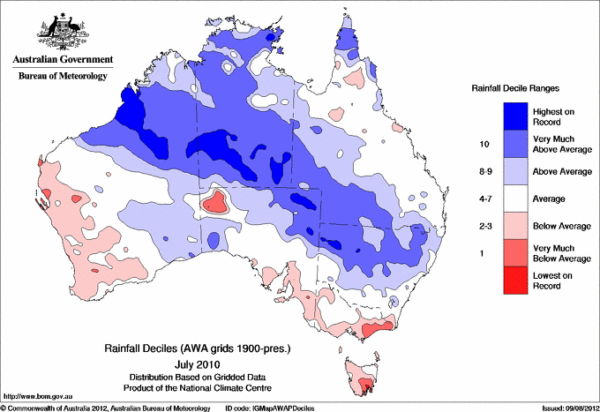 Australian Government
Bureau of Meteorology
Rainfall Decile Ranges
Highest on
Record
10
Very Much
Above Average
8-9
Above Average
4-7
Average
2-3
Below Average
1
Very Much
Below Average
Lowest on
Record
Rainfall Deciles (AWA grids 1900-pres.)
July 2010
Distribution Based on Gridded Data
Product of the National Climate Centre
http://www.bom.gov.au
© Commonwealth of Australia 2012, Australian Bureau of Meteorology
ID code: IGMapAWAPDeciles
Issued: 09/08/2012